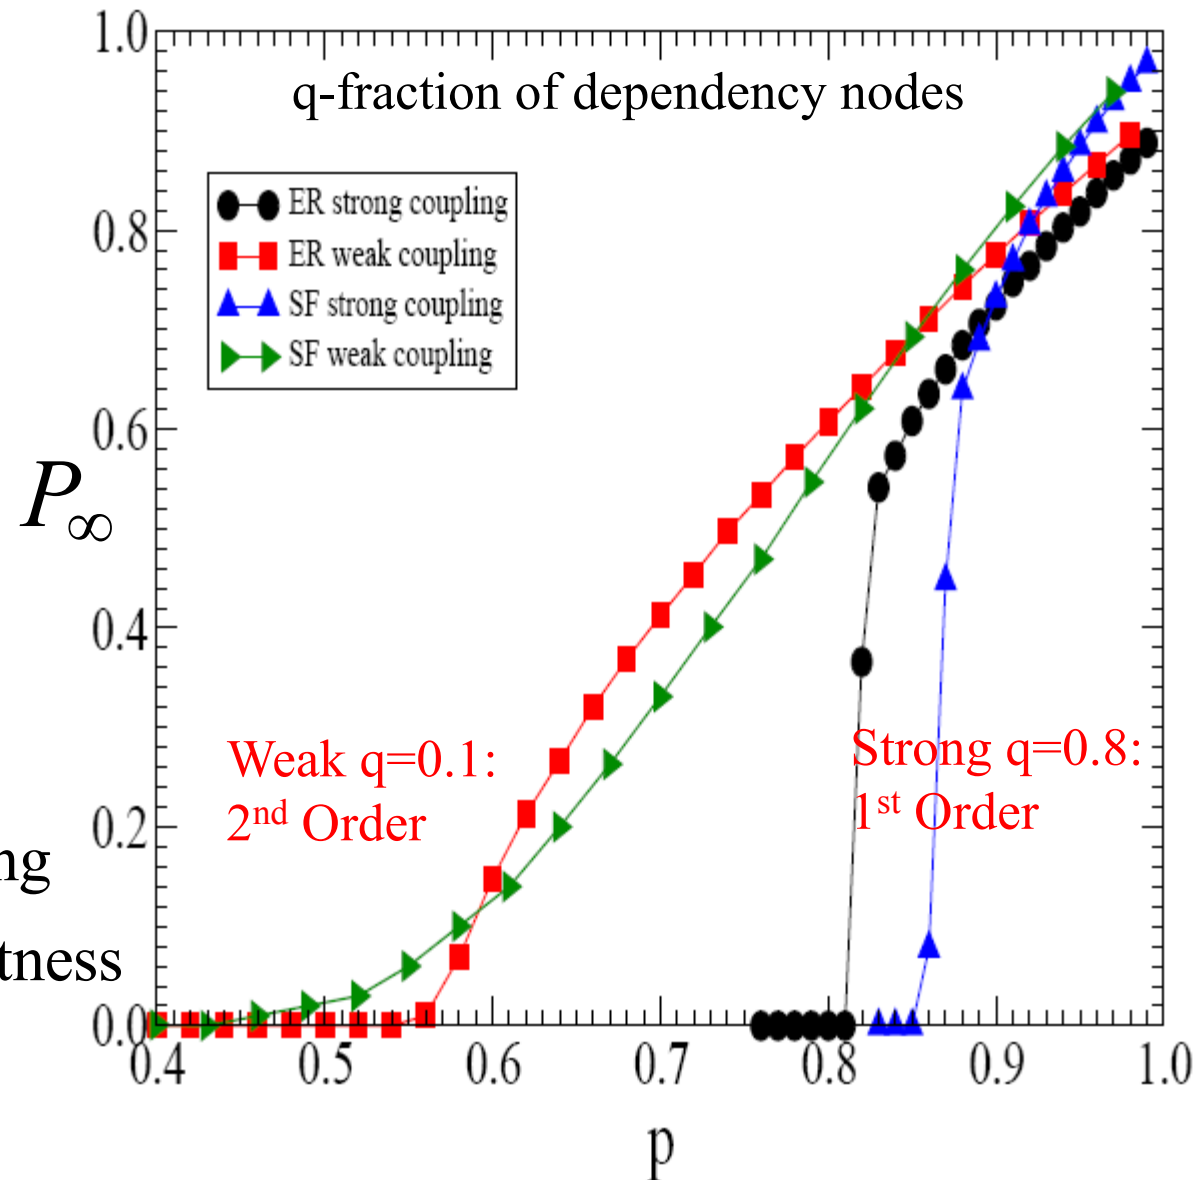 1.0
q-fraction of dependency nodes
ER strong coupling
ER weak coupling
SF strong coupling
SF weak coupling
0.8
0.6
P∞
0.4
Weak q=0.1:
2nd Order
Strong q=0.8:
1st Order
0.2
ng
tness
0.0
0.4 0.5 0.6 0.7 0.8 0.9 1.0
p